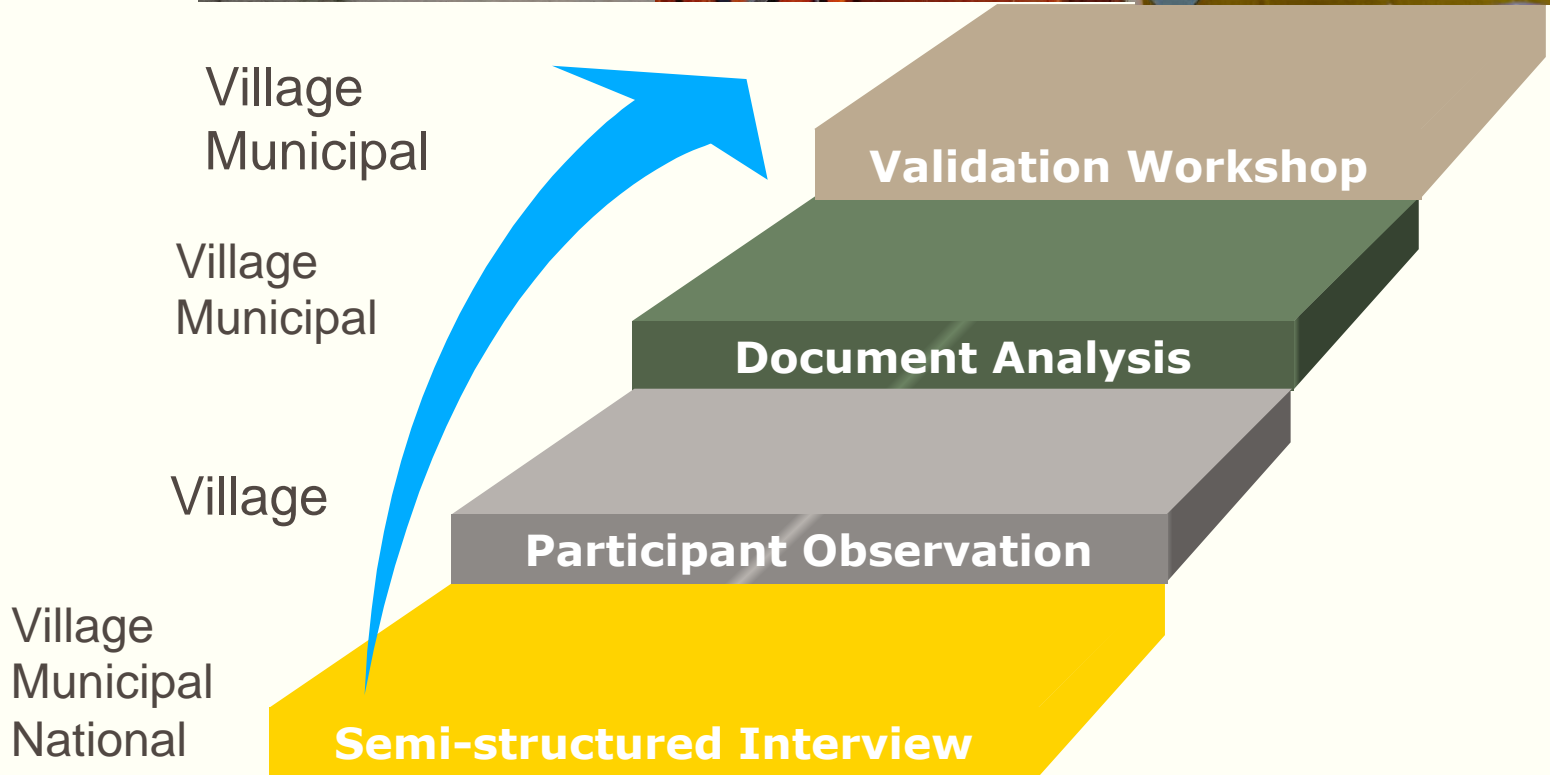 Village
Municipal
Validation Workshop
Village
Municipal
Document Analysis
Village
Participant Observation
Village
Municipal
National
Semi-structured Interview